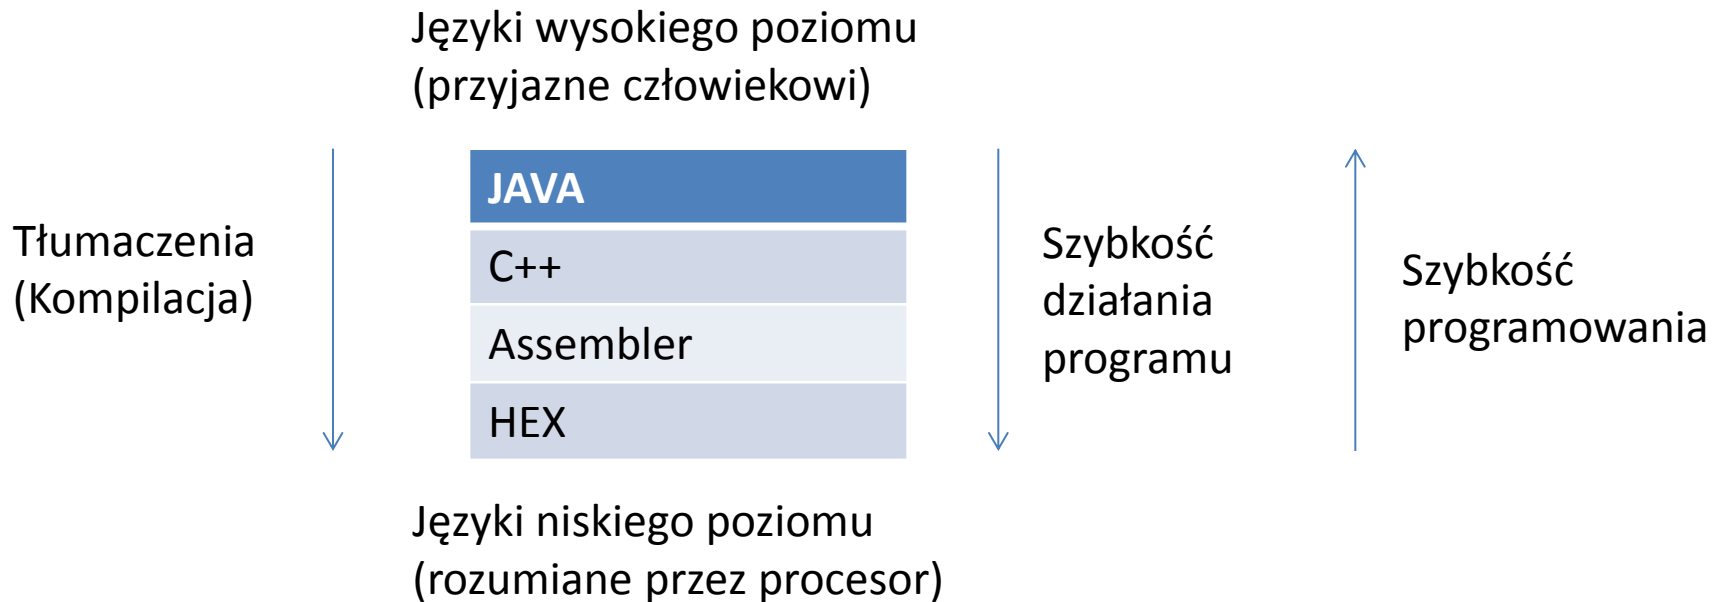 Języki wysokiego poziomu
(przyjazne człowiekowi)
Tłumaczenia
(Kompilacja)
JAVA
C++
Assembler
HEX
Szybkość
działania
programu
Szybkość
programowania
Języki niskiego poziomu
(rozumiane przez procesor)